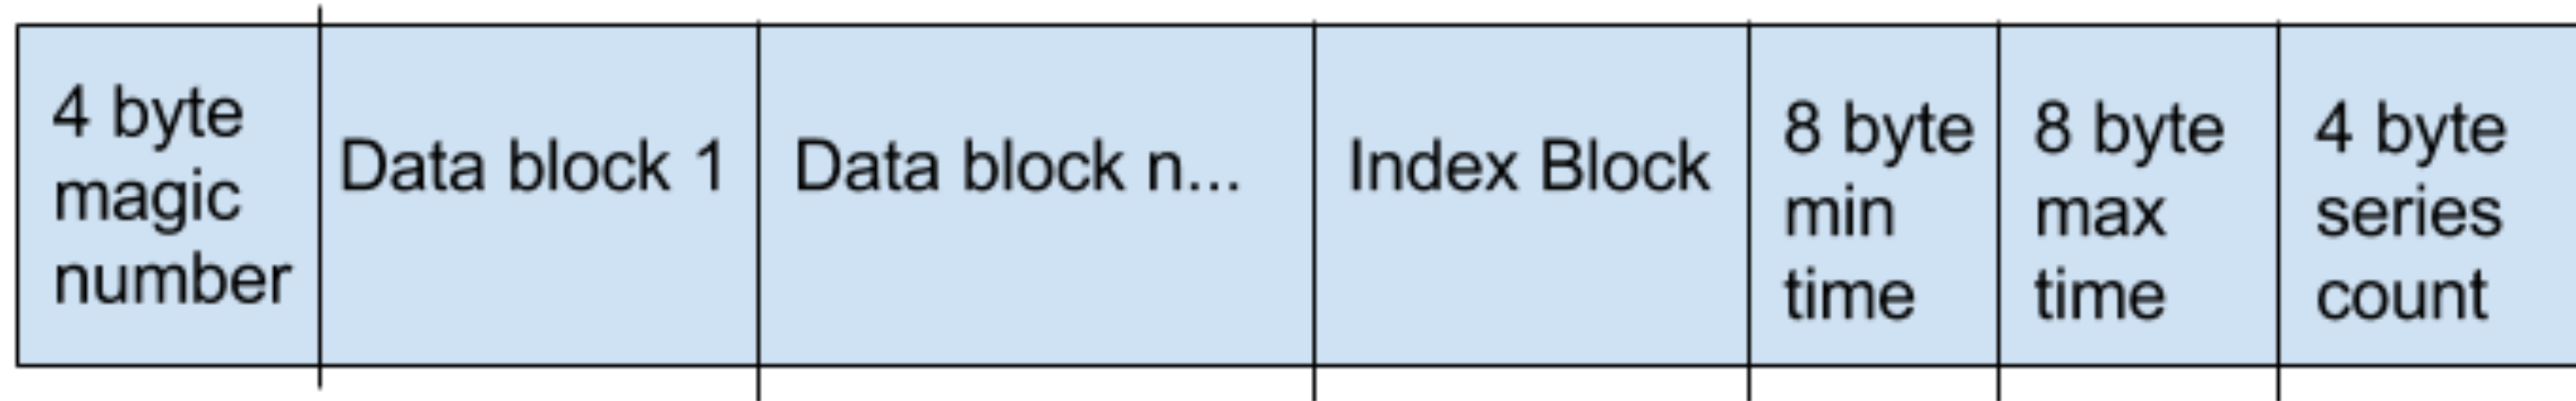 4 byte
magic
number
Data block 1
Data block n...
Index Block
8 byte
min
time
8 byte
max
time
4 byte
series
count